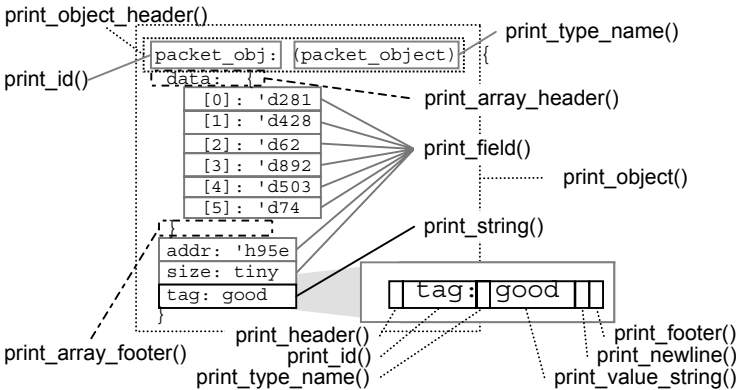 print_object_header()
print_type_name()
packet_obj: (packet_object) {
print_id()
data: {
print_array_header()
[0]: 'd281
[1]: 'd428
[2]: 'd62
[3]: 'd892
[4]: 'd503
[5]: 'd74
print_field()
print_object()
}
print_string()
addr: 'h95e
size: tiny
tag: good
tag: good
}
print_header()
print_footer()
print_array_footer()
print_id()
print_newline()
print_type_name()
print_value_string()